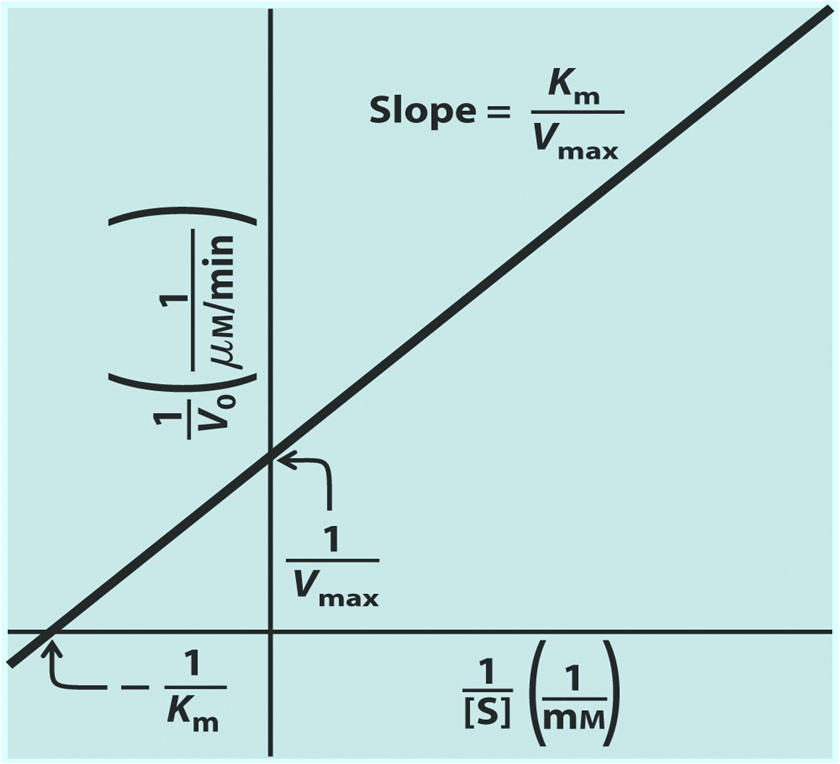 Slope = Km/Vmax
1/V0 (1/μM/min)
1/Vmax
− 1/Km
1/[S] (1/mM)